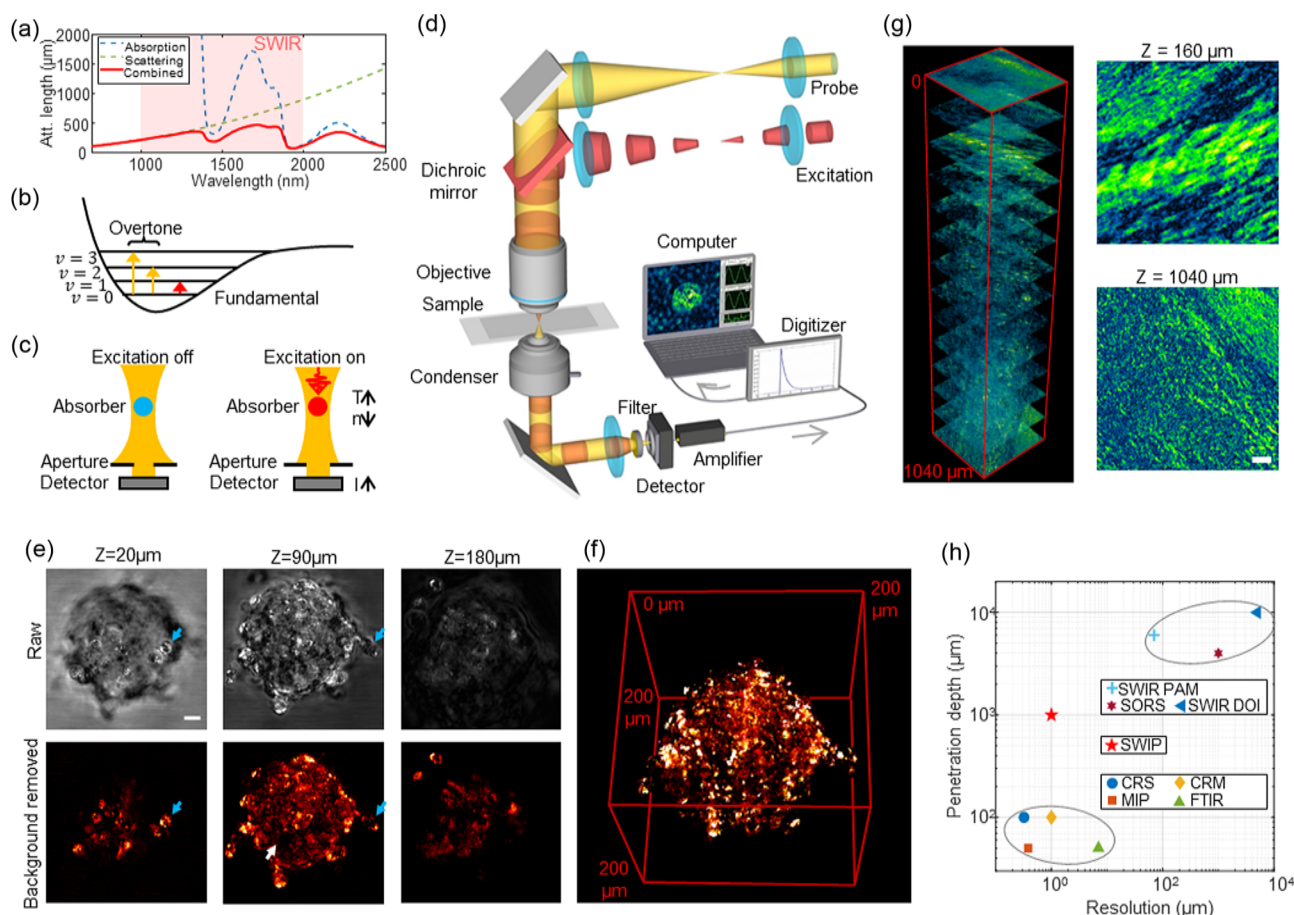 (a)
2000
1500
1000
500
0
Att. length (µm)
Absorption
Scattering
Combined
SWIR
1000
1500
2000
2500
Wavelength (nm)
(b)
Overtone
v = 3
v = 2
v = 1
v = 0
Fundamental
(c)
Excitation off
Excitation on
Absorber
Absorber
T
n
Aperture
Aperture
Detector
Detector
I
(d)
Probe
Dichroic
mirror
Excitation
Computer
Objective
Sample
Digitizer
Condenser
Filter
Amplifier
Detector
(g)
0
1040 µm
Z = 160 µm
Z = 1040 µm
(e)
Z=20µm
Z=90µm
Z=180µm
Raw
Background removed
(f)
0 µm
200
µm
200
µm
200
µm
(h)
Penetration depth (µm)
10⁴
10³
10²
SWIR PAM
SORS
SWIR DOI
SWIP
CRS
CRM
MIP
FTIR
10⁰
10²
10⁴
Resolution (µm)